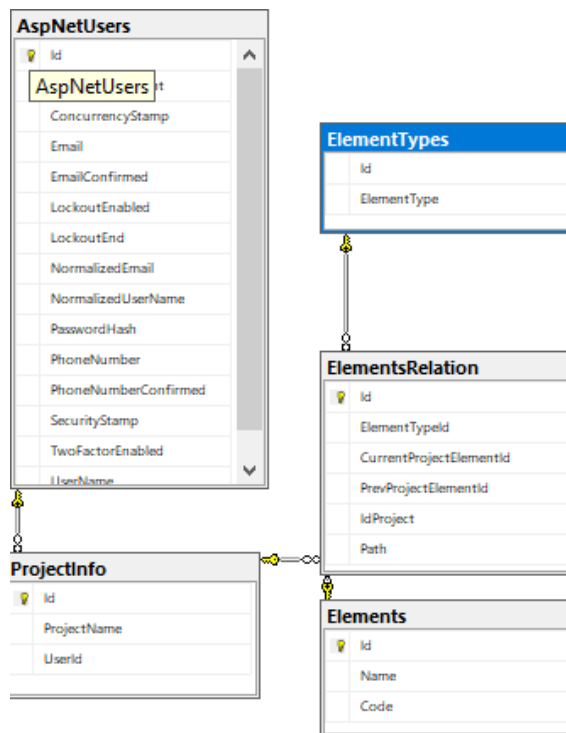 AspNetUsers
Id
AspNetUsers
ConcurrencyStamp
Email
EmailConfirmed
LockoutEnabled
LockoutEnd
NormalizedEmail
NormalizedUserName
PasswordHash
PhoneNumber
PhoneNumberConfirmed
SecurityStamp
TwoFactorEnabled
UserName
ElementTypes
Id
ElementType
ElementsRelation
Id
ElementTypeId
CurrentProjectElementId
PrevProjectElementId
IdProject
Path
ProjectInfo
Id
ProjectName
UserId
Elements
Id
Name
Code